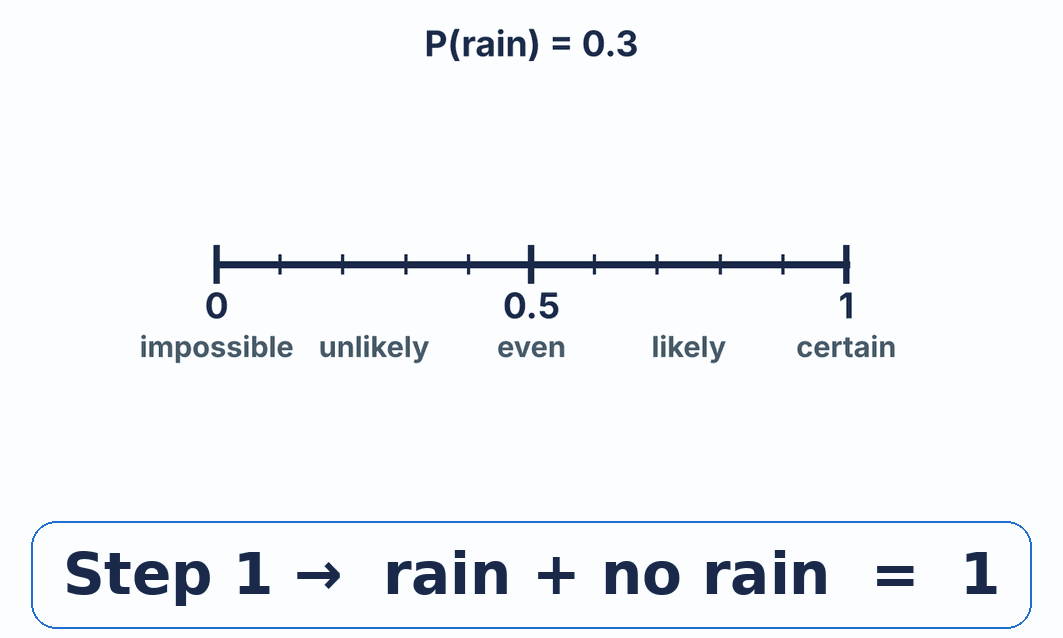 P(rain) = 0.3
0 0.5 1
impossible unlikely even likely certain
Step 1 → rain + no rain = 1